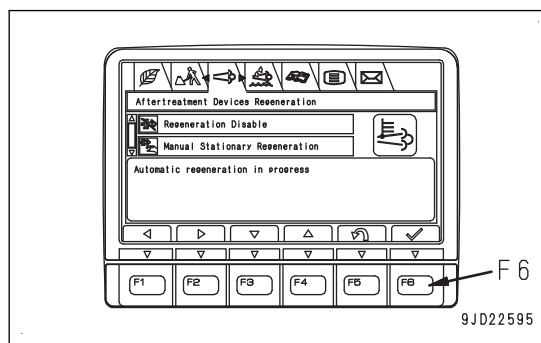 Aftertreatment Devices Regeneration
Regeneration Disable
Manual Stationary Regeneration
Automatic regeneration in progress
F1 F2 F3 F4 F5 F6
F6
9JD22595